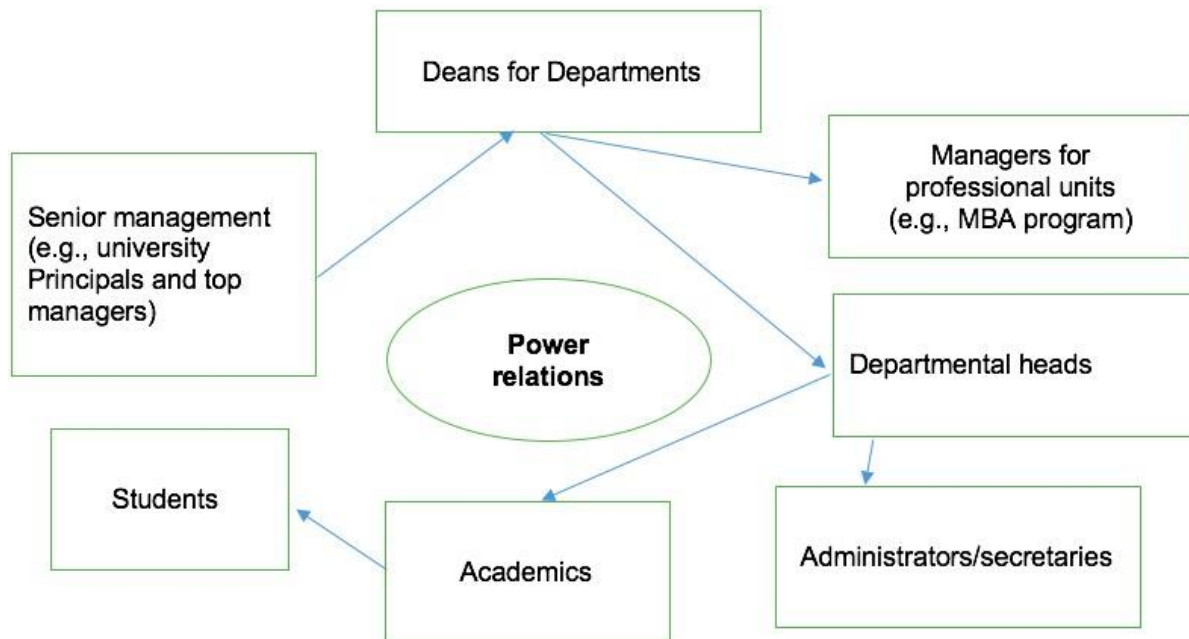 Deans for Departments
Managers for
professional units
(e.g., MBA program)
Senior management
(e.g., university
Principals and top
managers)
Power
relations
Departmental heads
Students
Academics
Administrators/secretaries